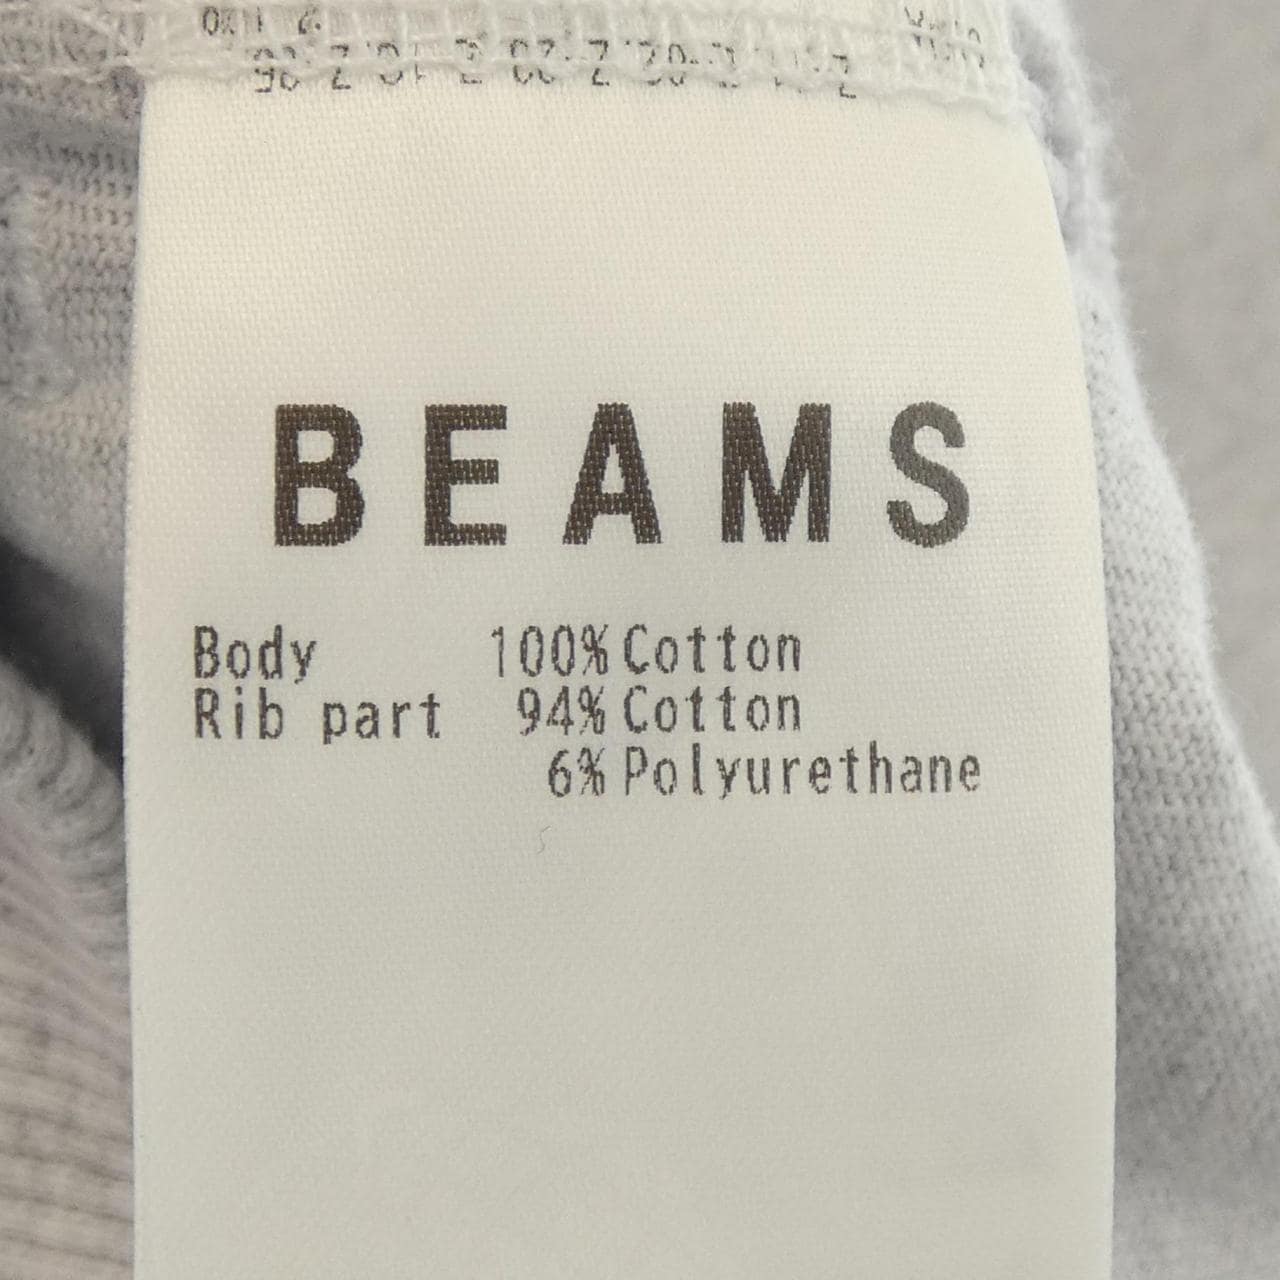 BEAMS
Body 100% Cotton
Rib part 94% Cotton
6% Polyurethane